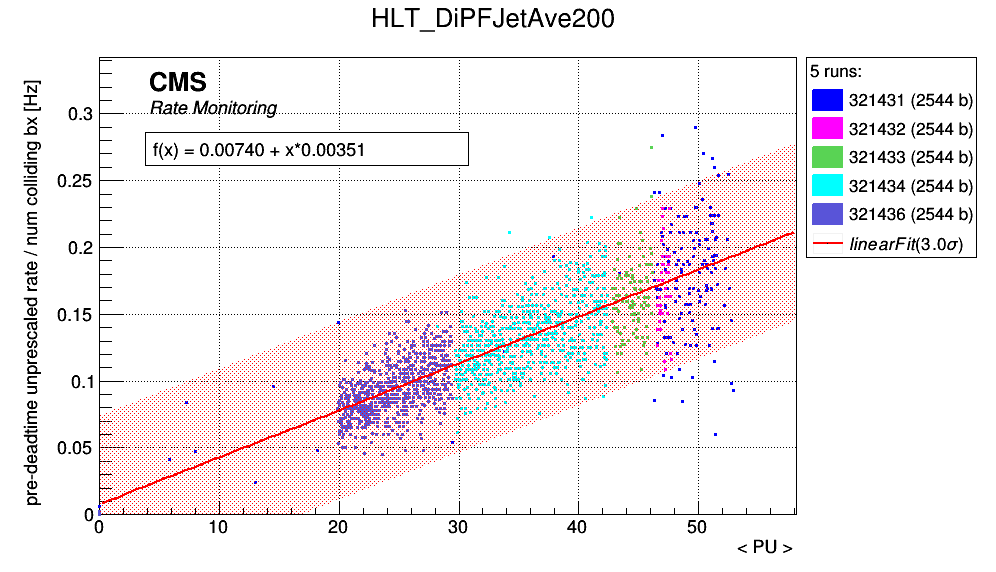 HLT_DiPFJetAve200
pre-deadtime unprescaled rate / num colliding bx [Hz]
CMS
Rate Monitoring
f(x) = 0.00740 + x*0.00351
0.3
0.25
0.2
0.15
0.1
0.05
0
0 10 20 30 40 50
< PU >
5 runs:
321431 (2544 b)
321432 (2544 b)
321433 (2544 b)
321434 (2544 b)
321436 (2544 b)
linearFit(3.0σ)